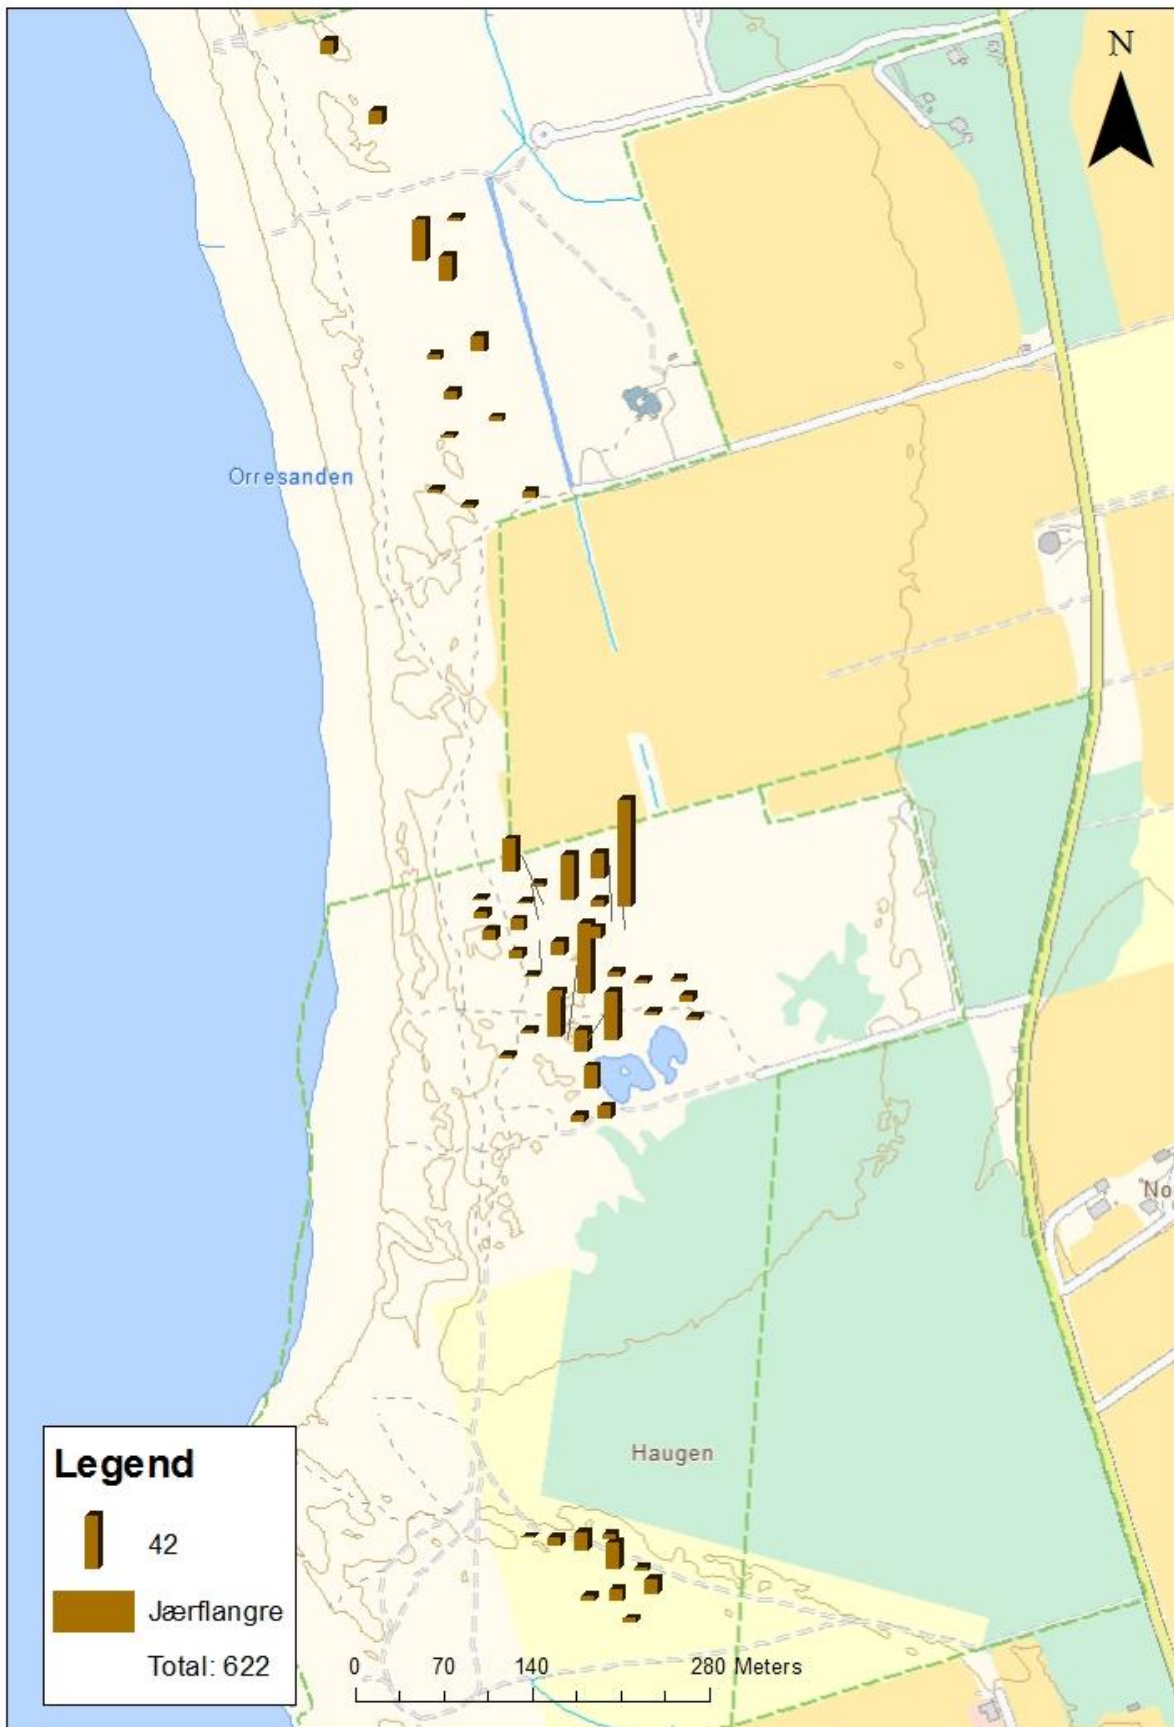 N
Orresanden
No
Haugen
Legend
42
Jærflangre
Total: 622
0 70 140 280 Meters